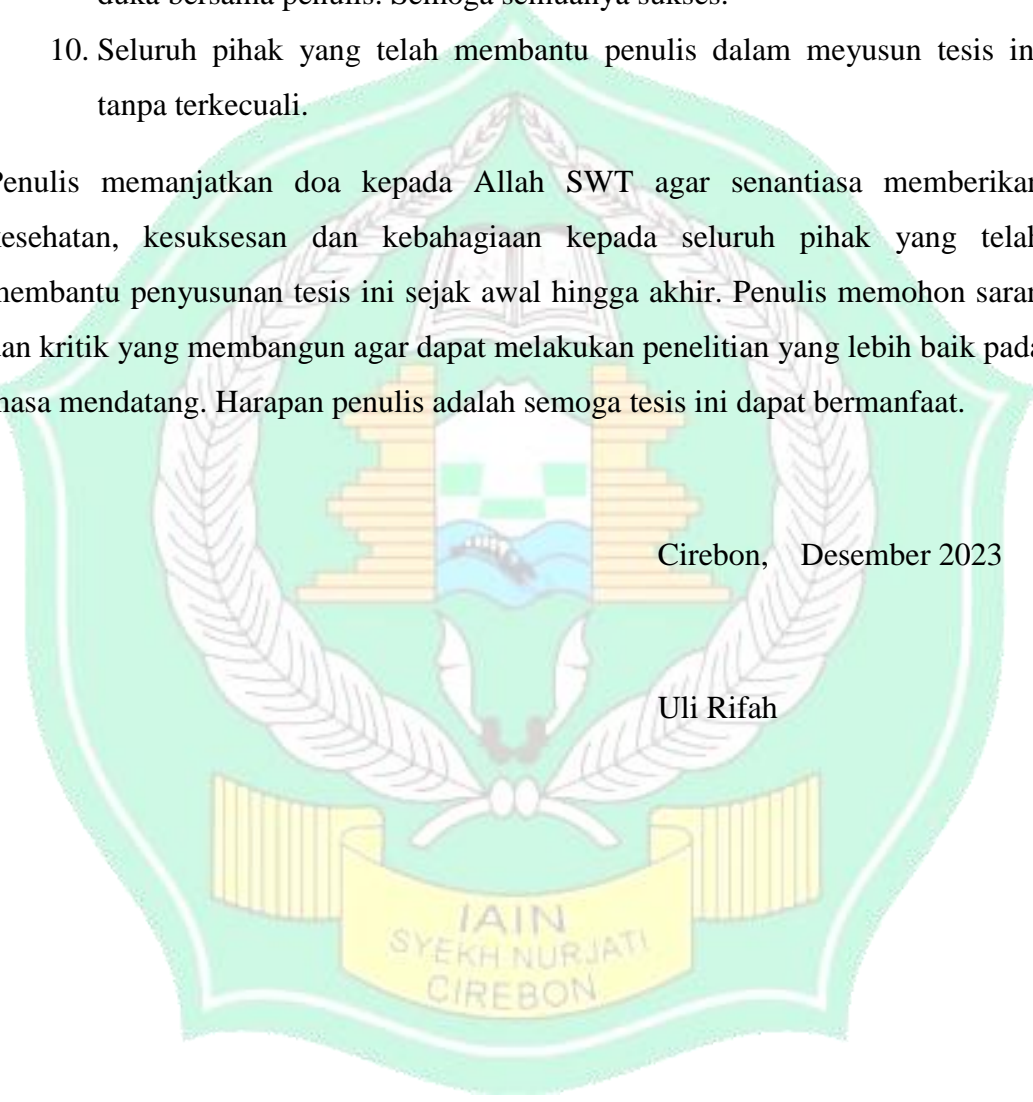 duka bersama penulis. Semoga semuanya sukses.
10. Seluruh pihak yang telah membantu penulis dalam meyusun tesis in
tanpa terkecuali.
Penulis memanjatkan doa kepada Allah SWT agar senantiasa memberikan
kesehatan, kesuksesan dan kebahagiaan kepada seluruh pihak yang telah
membantu penyusunan tesis ini sejak awal hingga akhir. Penulis memohon saran
dan kritik yang membangun agar dapat melakukan penelitian yang lebih baik pada
masa mendatang. Harapan penulis adalah semoga tesis ini dapat bermanfaat.
Cirebon, Desember 2023
Uli Rifah
IAIN
SYEKH NURJATI
CIREBON